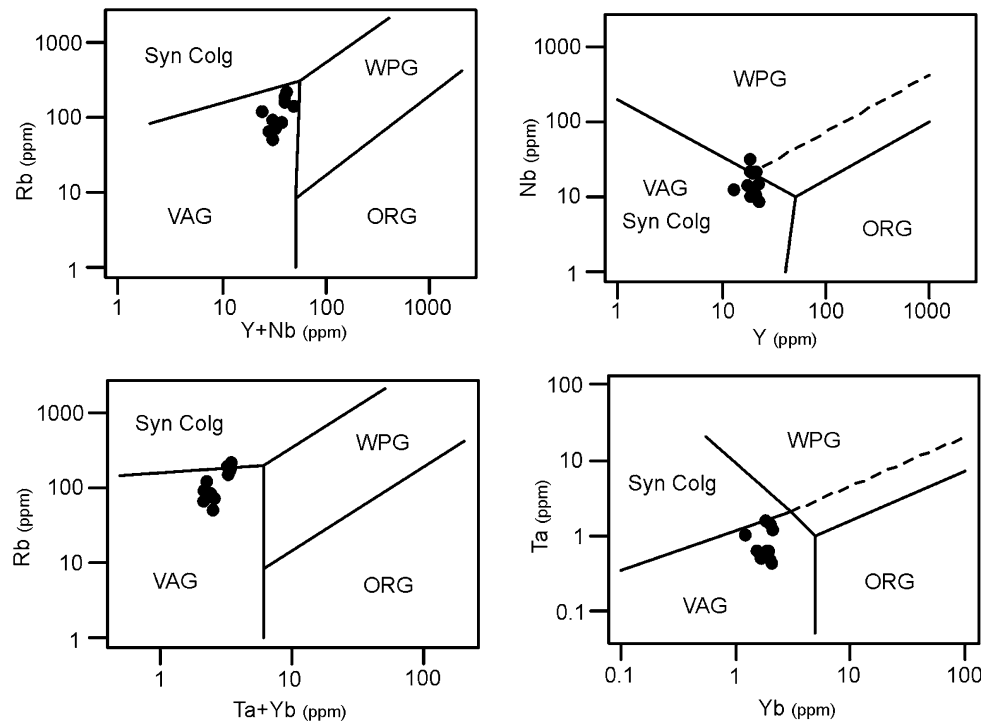 Syn Colg
WPG
VAG
ORG
1000
100
10
1
Rb (ppm)
1
10
100
1000
Y+Nb (ppm)
WPG
VAG
Syn Colg
ORG
1000
100
10
1
Nb (ppm)
1
10
100
1000
Y (ppm)
Syn Colg
WPG
VAG
ORG
1000
100
10
1
Rb (ppm)
1
10
100
Ta+Yb (ppm)
WPG
Syn Colg
VAG
ORG
100
10
1
0.1
Ta (ppm)
0.1
1
10
100
Yb (ppm)